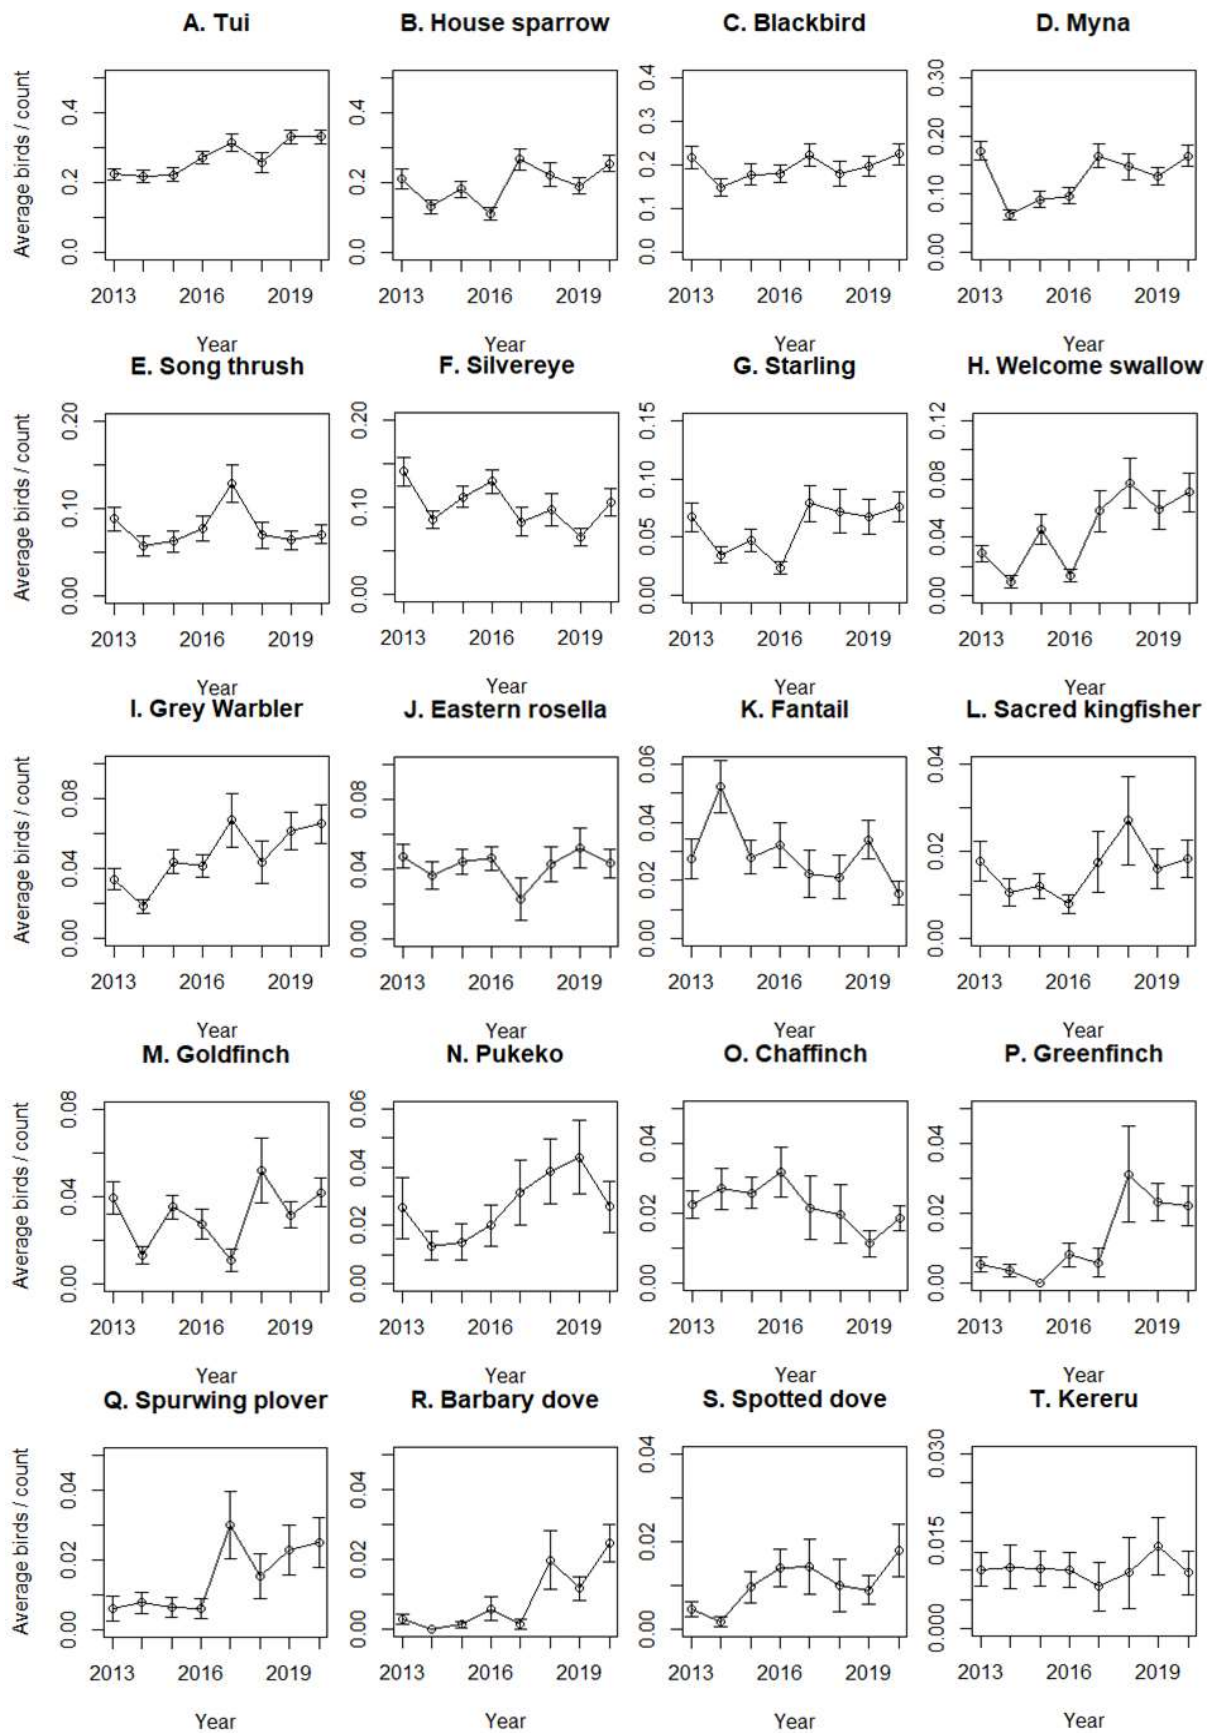 A. Tui
B. House sparrow
C. Blackbird
D. Myna
Average birds / count
0.0 0.2 0.4
2013 2016 2019
Year
0.0 0.2 0.4
2013 2016 2019
Year
0.0 0.1 0.2 0.3 0.4
2013 2016 2019
Year
0.00 0.10 0.20 0.30
2013 2016 2019
Year
E. Song thrush
F. Silvereye
G. Starling
H. Welcome swallow
Average birds / count
0.00 0.10 0.20
2013 2016 2019
Year
0.00 0.10 0.20
2013 2016 2019
Year
0.00 0.05 0.10 0.15
2013 2016 2019
Year
0.00 0.04 0.08 0.12
2013 2016 2019
Year
I. Grey Warbler
J. Eastern rosella
K. Fantail
L. Sacred kingfisher
Average birds / count
0.00 0.04 0.08
2013 2016 2019
Year
0.00 0.04 0.08
2013 2016 2019
Year
0.00 0.02 0.04 0.06
2013 2016 2019
Year
0.00 0.02 0.04
2013 2016 2019
Year
M. Goldfinch
N. Pukeko
O. Chaffinch
P. Greenfinch
Average birds / count
0.00 0.04 0.08
2013 2016 2019
Year
0.00 0.02 0.04 0.06
2013 2016 2019
Year
0.00 0.02 0.04
2013 2016 2019
Year
0.00 0.02 0.04
2013 2016 2019
Year
Q. Spurwing plover
R. Barbary dove
S. Spotted dove
T. Kereru
Average birds / count
0.00 0.02 0.04
2013 2016 2019
Year
0.00 0.02 0.04
2013 2016 2019
Year
0.00 0.02 0.04
2013 2016 2019
Year
0.000 0.015 0.030
2013 2016 2019
Year